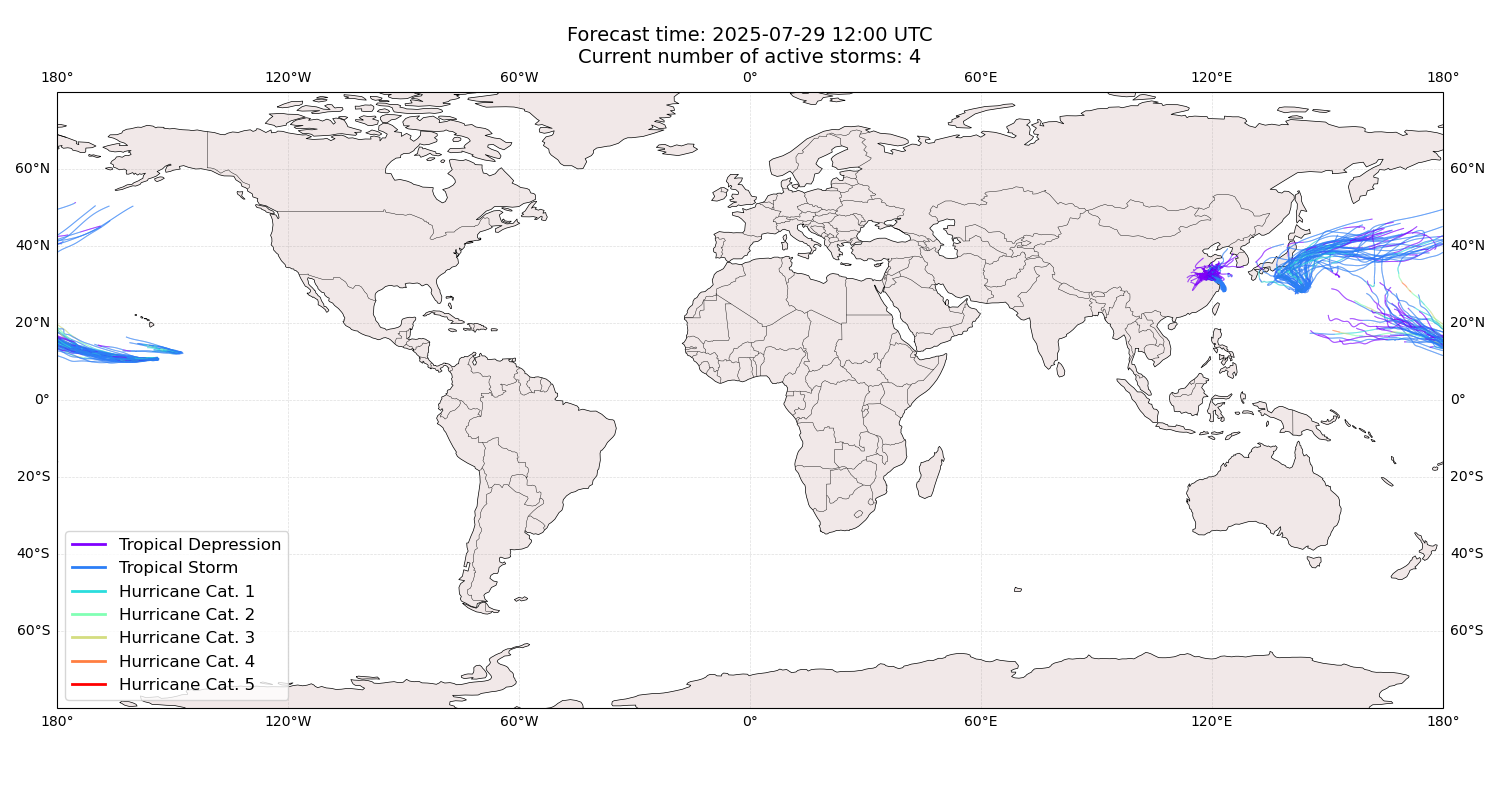 Forecast time: 2025-07-29 12:00 UTC
Current number of active storms: 4
180° 120°W 60°W 0° 60°E 120°E 180°
60°N 60°N
40°N 40°N
20°N 20°N
0° 0°
20°S 20°S
40°S 40°S
60°S 60°S
Tropical Depression
Tropical Storm
Hurricane Cat. 1
Hurricane Cat. 2
Hurricane Cat. 3
Hurricane Cat. 4
Hurricane Cat. 5
180° 120°W 60°W 0° 60°E 120°E 180°